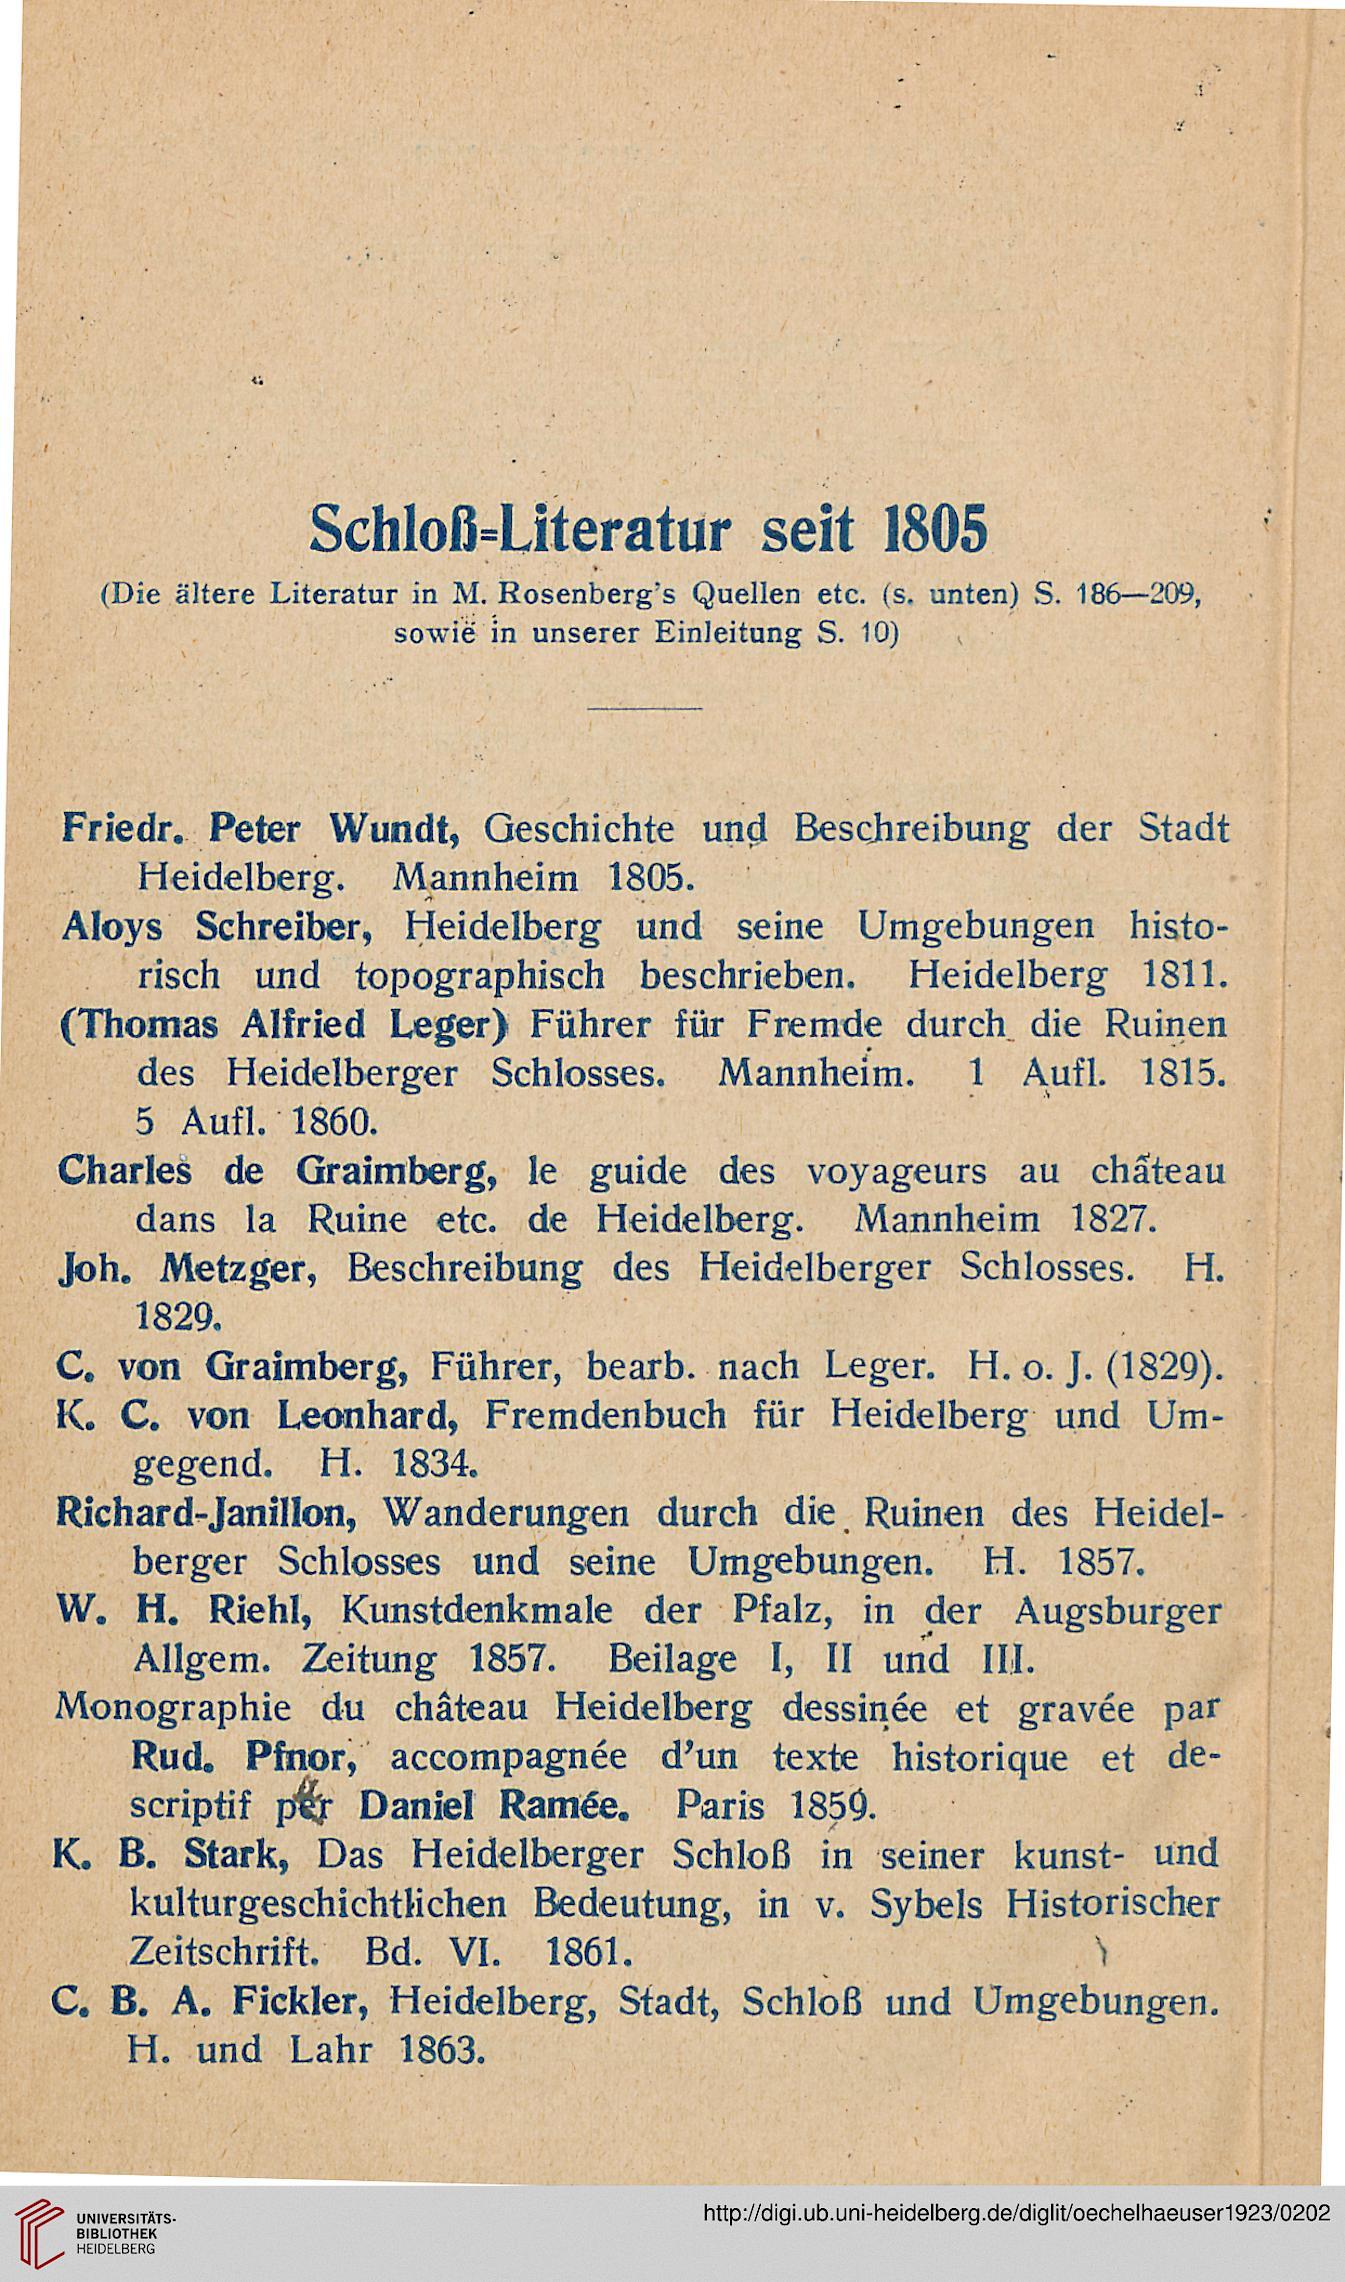 Schloß=Literatur seit 1805
(Die ältere Literatur in M. Rosenberg's Quellen etc. (s. unten) S. 186—209,
sowie in unserer Einleitung S. 10)
Friedr. Peter Wundt, Geschichte und Beschreibung der Stadt
Heidelberg. Mannheim 1805.
Aloys Schreiber, Heidelberg und seine Umgebungen histo-
risch und topographisch beschrieben. Heidelberg 1811.
(Thomas Alfried Leger) Führer für Fremde durch die Ruinen
des Heidelberger Schlosses. Mannheim. 1 Aufl. 1815.
5 Aufl. 1860.
Charles de Graimberg, le guide des voyageurs au château
dans la Ruine etc. de Heidelberg. Mannheim 1827.
Joh. Metzger, Beschreibung des Heidelberger Schlosses. H.
1829.
C. von Graimberg, Führer, bearb. nach Leger. H. o. J. (1829).
K. C. von Leonhard, Fremdenbuch für Heidelberg und Um-
gegend. H. 1834.
Richard-Janillon, Wanderungen durch die Ruinen des Heidel-
berger Schlosses und seine Umgebungen. H. 1857.
W. H. Riehl, Kunstdenkmale der Pfalz, in der Augsburger
Allgem. Zeitung 1857. Beilage I, II und III.
Monographie du château Heidelberg dessinée et gravée par
Rud. Pfnor, accompagnée d'un texte historique et de-
scriptif per Daniel Ramée. Paris 1859.
K. B. Stark, Das Heidelberger Schloß in seiner kunst- und
kulturgeschichtlichen Bedeutung, in v. Sybels Historischer
Zeitschrift. Bd. VI. 1861.
C. B. A. Fickler, Heidelberg, Stadt, Schloß und Umgebungen.
H. und Lahr 1863.
UNIVERSITÄTS-
BIBLIOTHEK
HEIDELBERG
http://digi.ub.uni-heidelberg.de/diglit/oechelhaeuser1923/0202